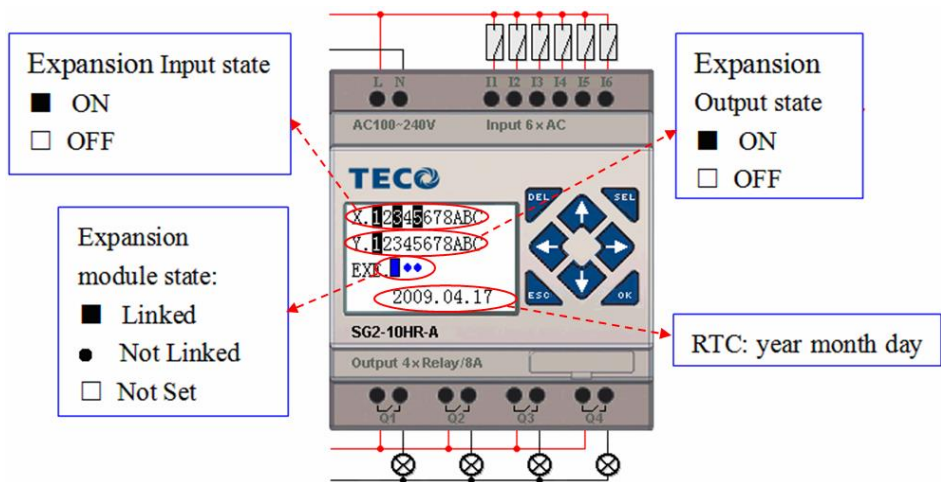 Expansion Input state
■ ON
□ OFF
Expansion
module state:
■ Linked
● Not Linked
□ Not Set
L N I1 I2 I3 I4 I5 I6
AC100~240V Input 6×AC
TECO
X.12345678ABC
Y.12345678ABC
EXT.
2009.04.17
SG2-10HR-A
Output 4×Relay/8A
Q1 Q2 Q3 Q4
DEL SEL
ESC OK
Expansion
Output state
■ ON
□ OFF
RTC: year month day